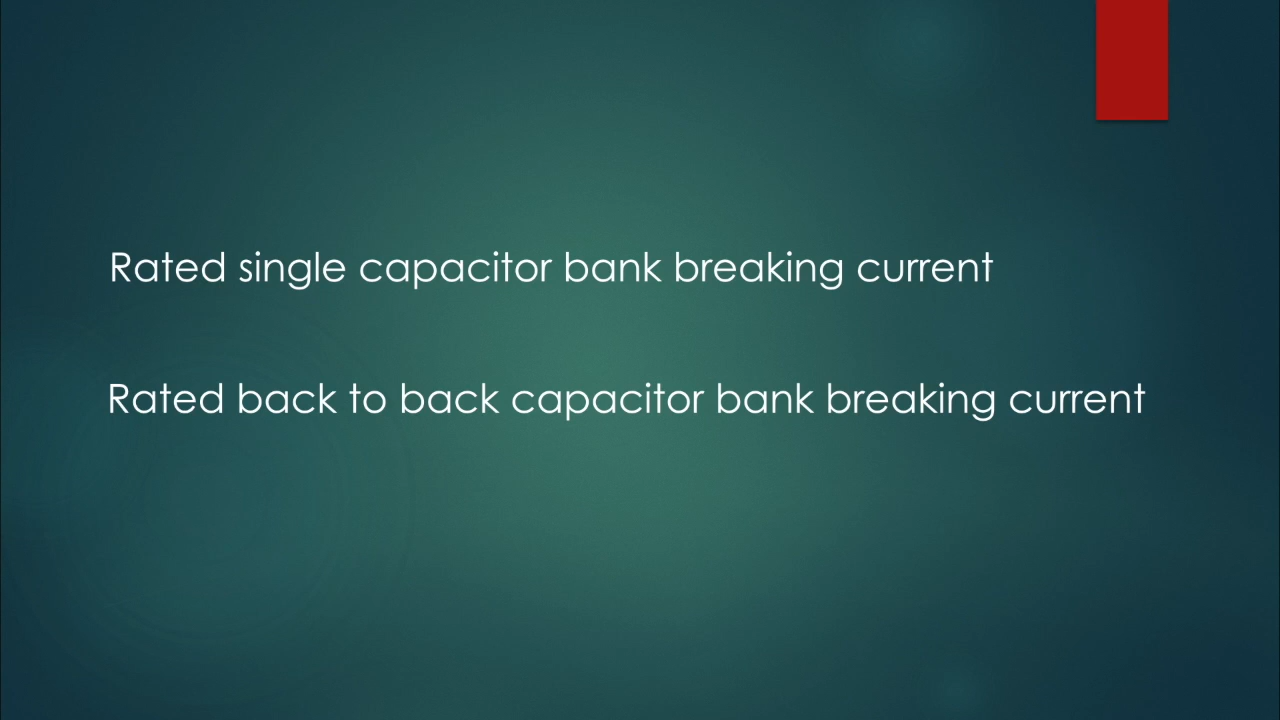 Rated single capacitor bank breaking current
Rated back to back capacitor bank breaking current